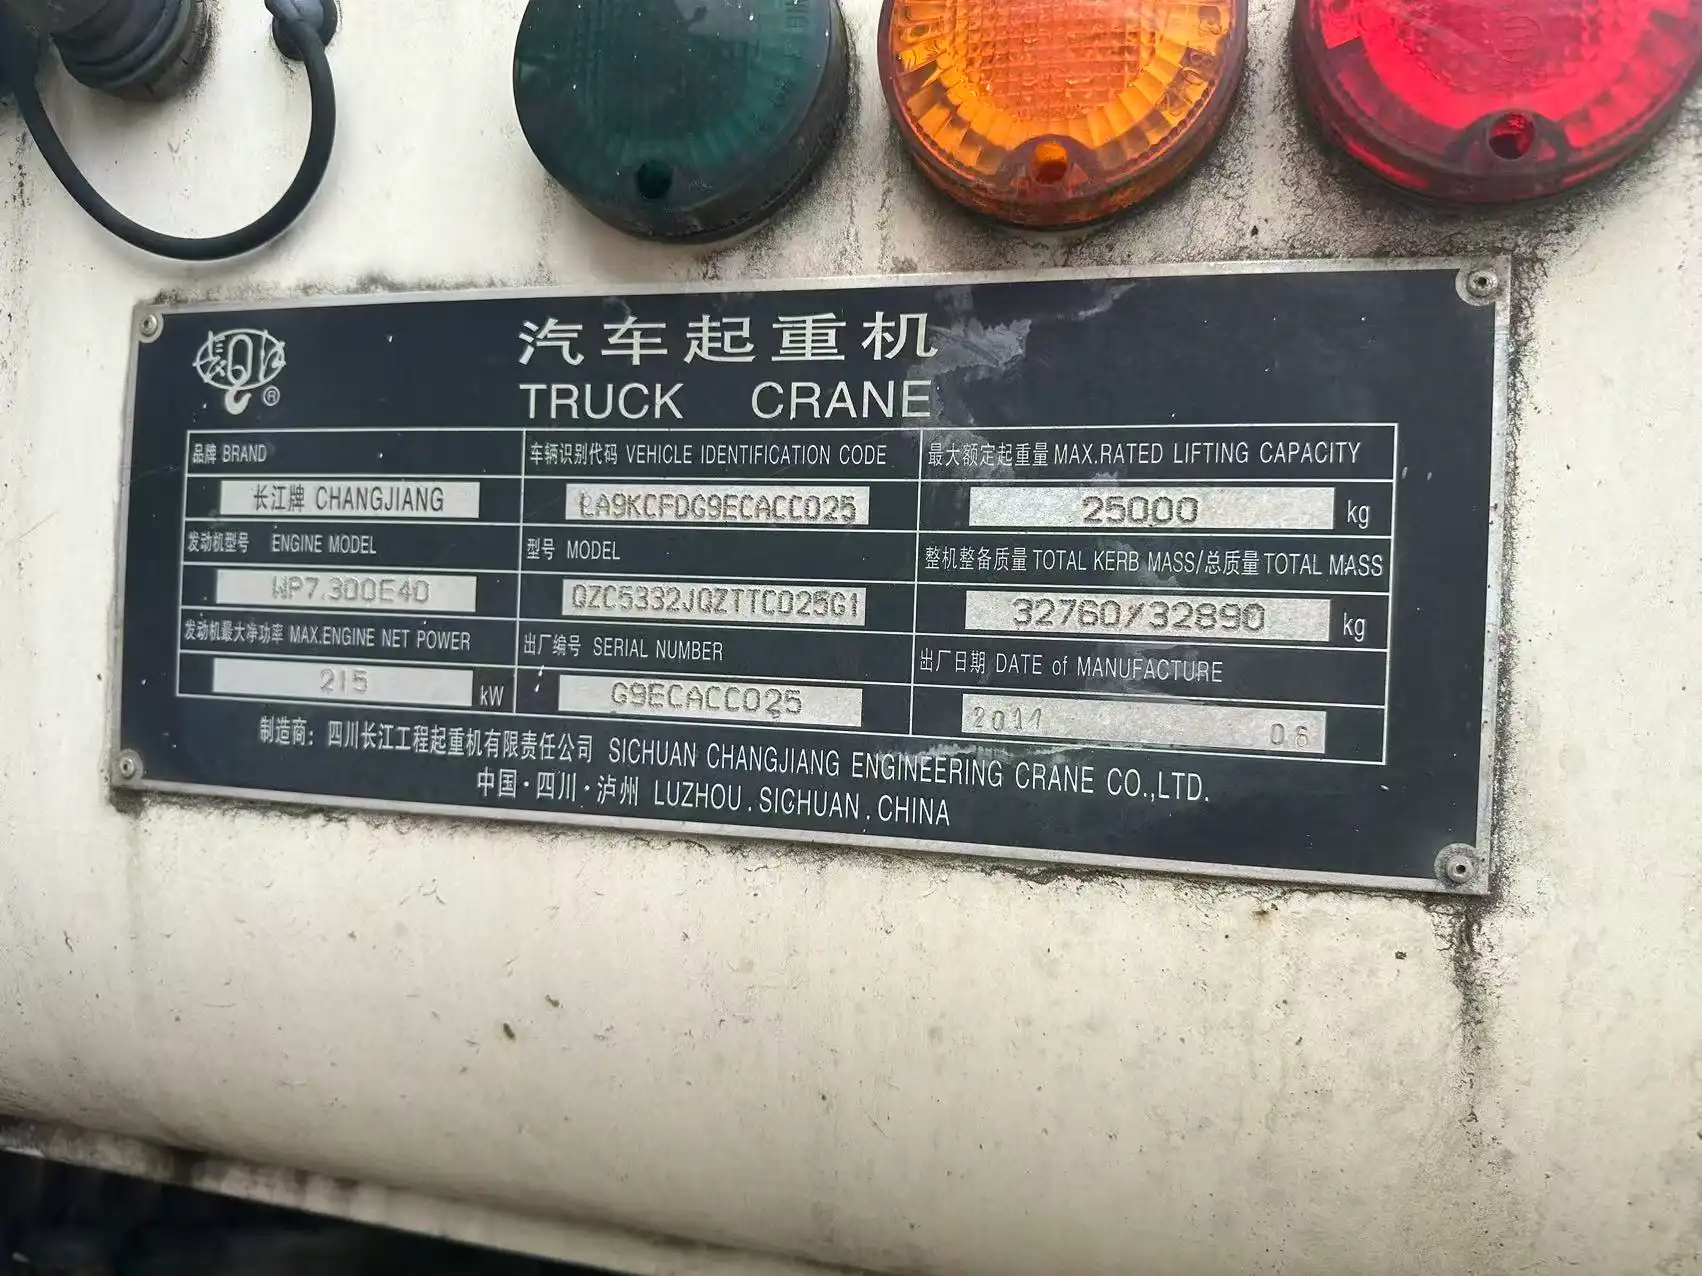 汽车起重机
TRUCK CRANE
®
品牌 BRAND
车辆识别代码 VEHICLE IDENTIFICATION CODE
最大额定起重量 MAX.RATED LIFTING CAPACITY
长江牌 CHANGJIANG
LA9KCFDG9ECACC025
25000 kg
发动机型号 ENGINE MODEL
型号 MODEL
整机整备质量 TOTAL KERB MASS/总质量 TOTAL MASS
WP7.300E40
QZC5332JQZTTC025G1
32760/32890 kg
发动机最大净功率 MAX.ENGINE NET POWER
出厂编号 SERIAL NUMBER
出厂日期 DATE of MANUFACTURE
215 kW
G9ECACC025
2014 06
制造商：四川长江工程起重机有限责任公司 SICHUAN CHANGJIANG ENGINEERING CRANE CO.,LTD.
中国·四川·泸州 LUZHOU.SICHUAN.CHINA